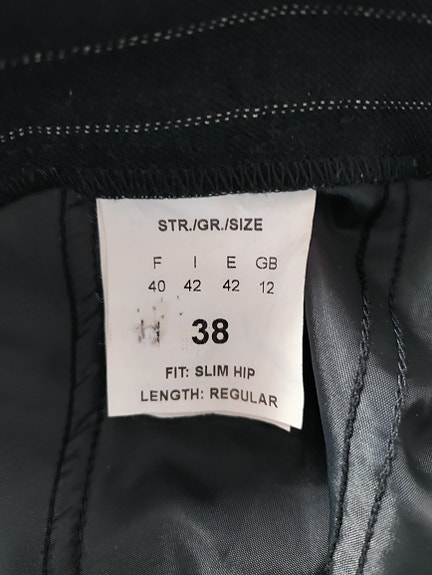 STR./GR./SIZE
F I E GB
40 42 42 12
38
FIT: SLIM HIP
LENGTH: REGULAR